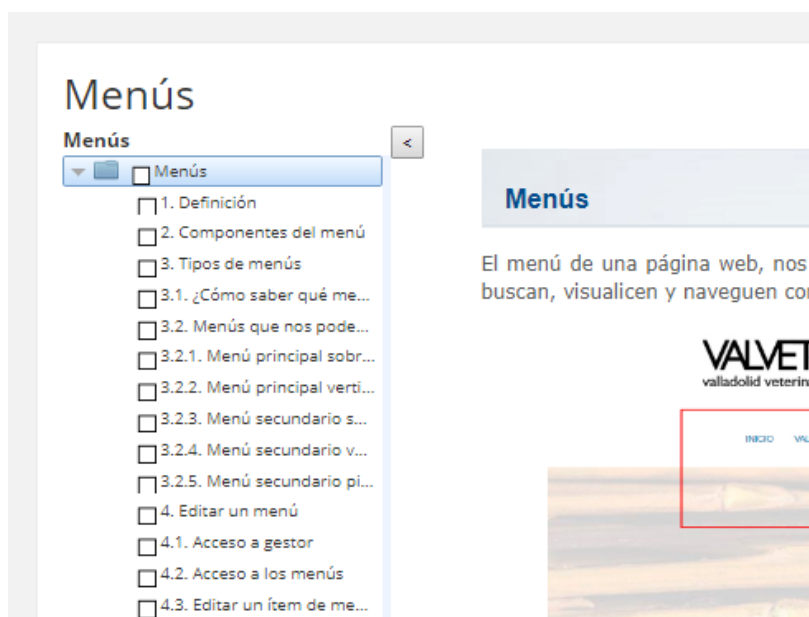 Menús
Menús
<
Menús
1. Definición
2. Componentes del menú
3. Tipos de menús
3.1. ¿Cómo saber qué me...
3.2. Menús que nos pode...
3.2.1. Menú principal sobr...
3.2.2. Menú principal verti...
3.2.3. Menú secundario s...
3.2.4. Menú secundario v...
3.2.5. Menú secundario pi...
4. Editar un menú
4.1. Acceso a gestor
4.2. Acceso a los menús
4.3. Editar un ítem de me...
Menús
El menú de una página web, nos
buscan, visualicen y naveguen
VALVET
valladolid
INICIO